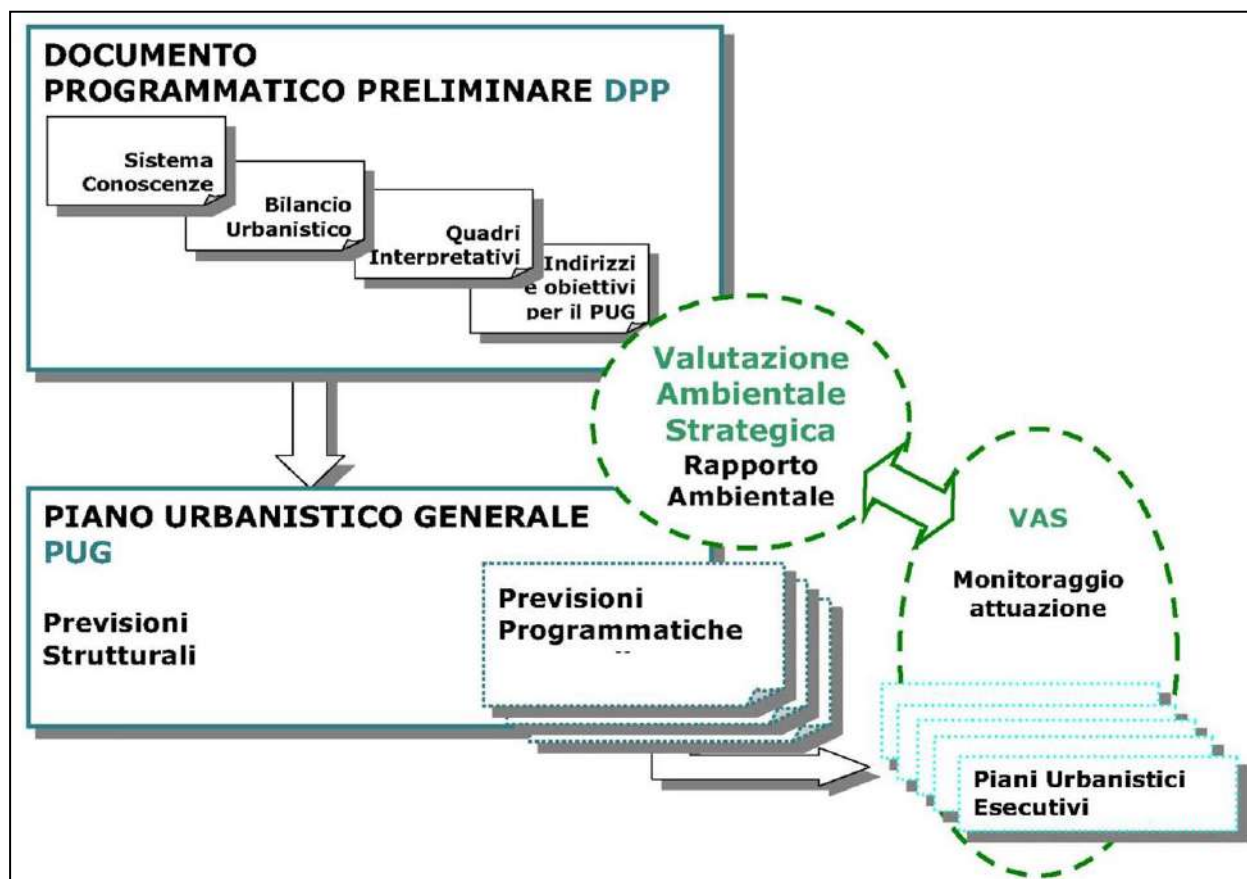 DOCUMENTO
PROGRAMMATICO PRELIMINARE DPP
Sistema
Conoscenze
Bilancio
Urbanistico
Quadri
Interpretativi
Indirizzi
e obiettivi
per il PUG
Valutazione
Ambientale
Strategica
Rapporto
Ambientale
PIANO URBANISTICO GENERALE
PUG
Previsioni
Strutturali
Previsioni
Programmatiche
VAS
Monitoraggio
attuazione
Piani Urbanistici
Esecutivi